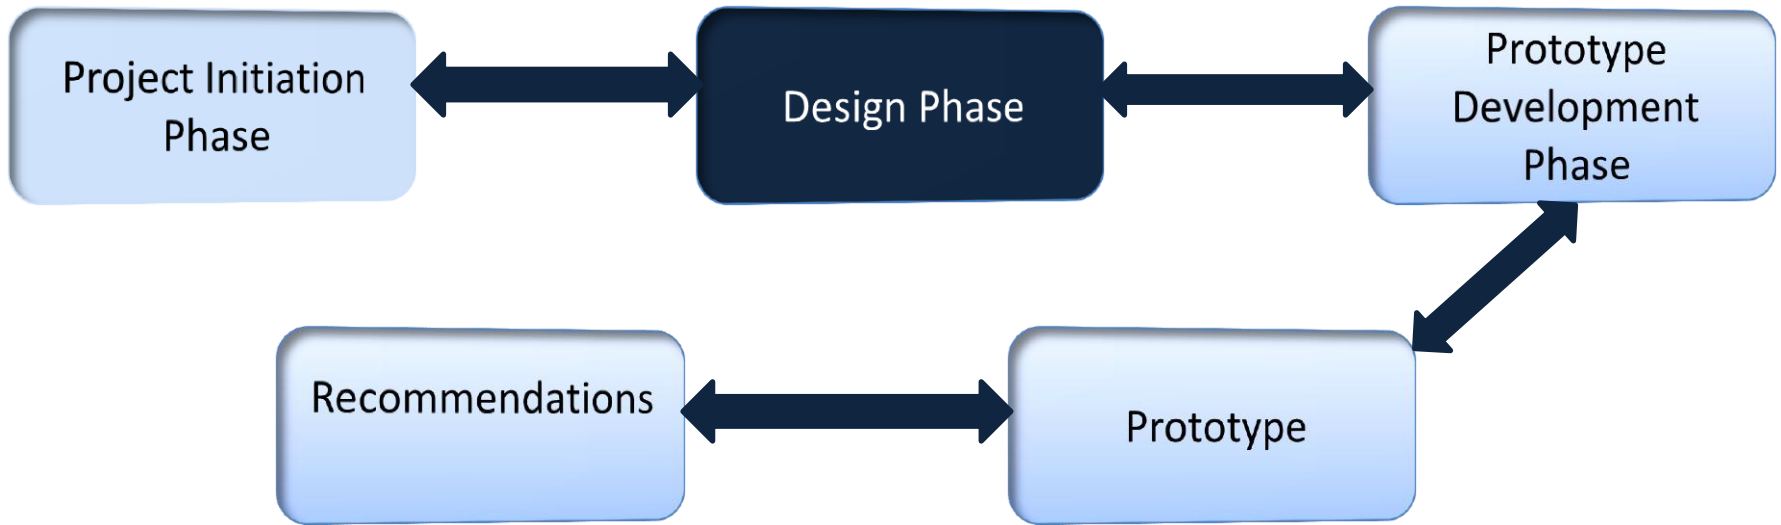 Project Initiation
Phase
Design Phase
Prototype
Development
Phase
Recommendations
Prototype